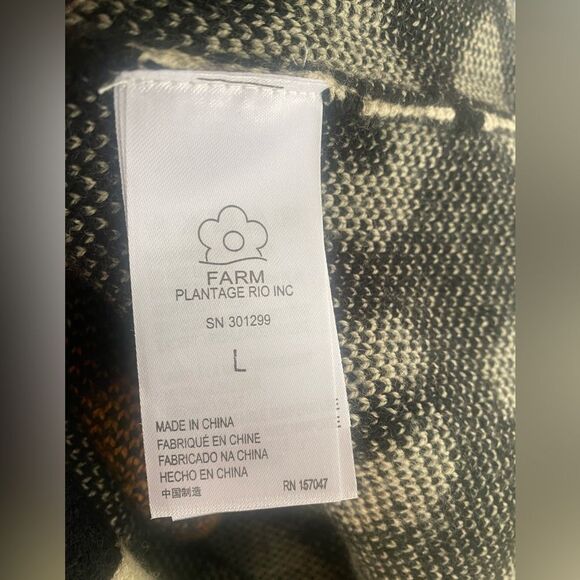 FARM
PLANTAGE RIO INC
SN 301299
L
MADE IN CHINA
FABRIQUÉ EN CHINE
FABRICADO NA CHINA
HECHO EN CHINA
中国制造
RN 157047